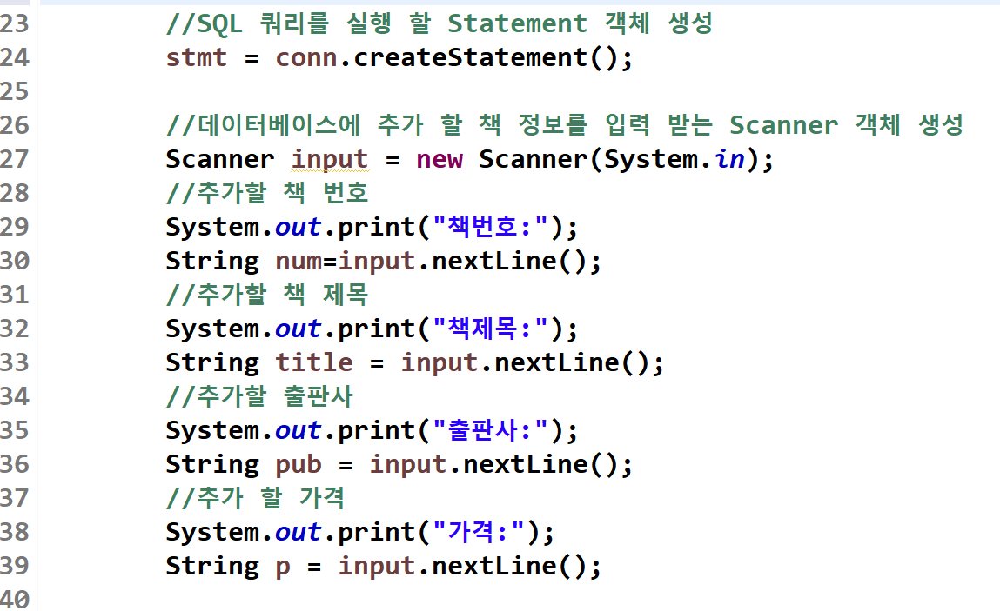 23 //SQL 쿼리를 실행 할 Statement 객체 생성
24 stmt = conn.createStatement();
25
26 //데이터베이스에 추가 할 책 정보를 입력 받는 Scanner 객체 생성
27 Scanner input = new Scanner(System.in);
28 //추가할 책 번호
29 System.out.print("책번호:");
30 String num=input.nextLine();
31 //추가할 책 제목
32 System.out.print("책제목:");
33 String title = input.nextLine();
34 //추가할 출판사
35 System.out.print("출판사:");
36 String pub = input.nextLine();
37 //추가 할 가격
38 System.out.print("가격:");
39 String p = input.nextLine();
40